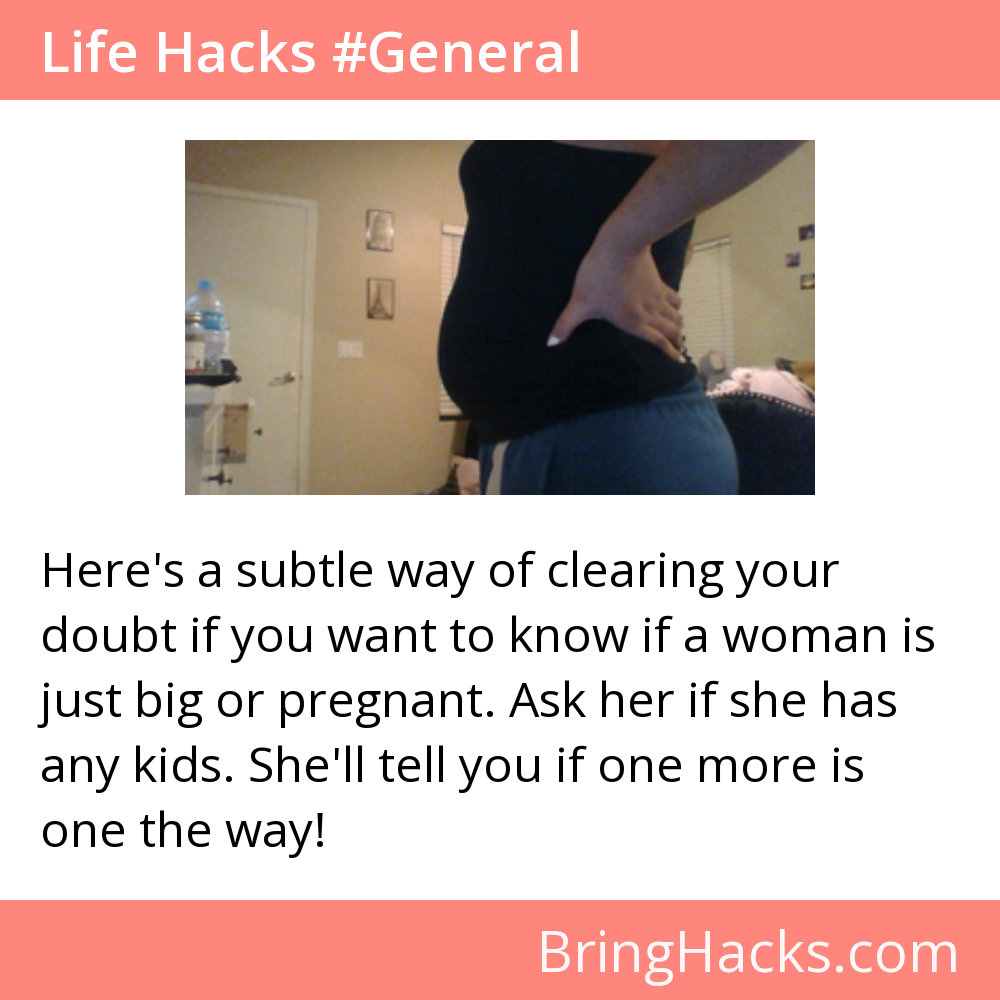 Life Hacks #General
Here's a subtle way of clearing your
doubt if you want to know if a woman is
just big or pregnant. Ask her if she has
any kids. She'll tell you if one more is
one the way!
BringHacks.com